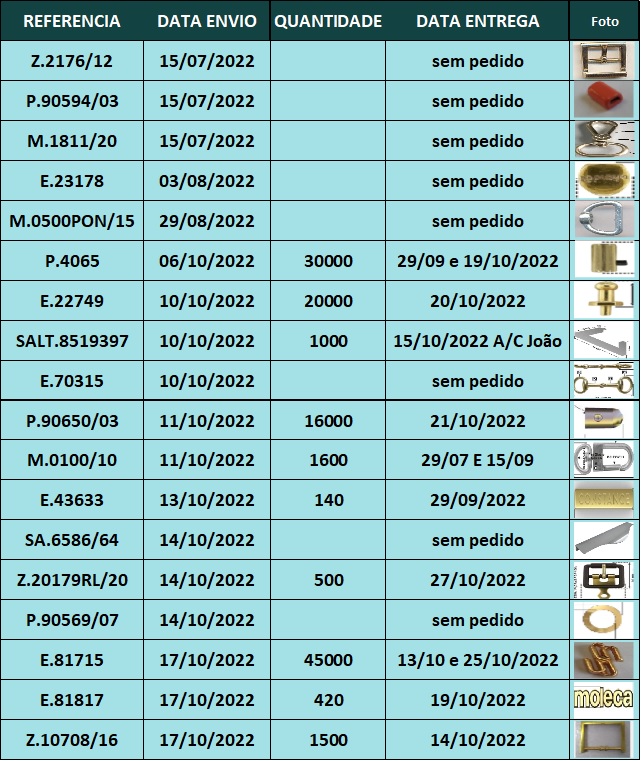 REFERENCIA DATA ENVIO QUANTIDADE DATA ENTREGA Foto
Z.2176/12 15/07/2022 sem pedido
P.90594/03 15/07/2022 sem pedido
M.1811/20 15/07/2022 sem pedido
E.23178 03/08/2022 sem pedido
M.0500PON/15 29/08/2022 sem pedido
P.4065 06/10/2022 30000 29/09 e 19/10/2022
E.22749 10/10/2022 20000 20/10/2022
SALT.8519397 10/10/2022 1000 15/10/2022 A/C João
E.70315 10/10/2022 sem pedido
P.90650/03 11/10/2022 16000 21/10/2022
M.0100/10 11/10/2022 1600 29/07 E 15/09
E.43633 13/10/2022 140 29/09/2022
SA.6586/64 14/10/2022 sem pedido
Z.20179RL/20 14/10/2022 500 27/10/2022
P.90569/07 14/10/2022 sem pedido
E.81715 17/10/2022 45000 13/10 e 25/10/2022
E.81817 17/10/2022 420 19/10/2022 moleca
Z.10708/16 17/10/2022 1500 14/10/2022